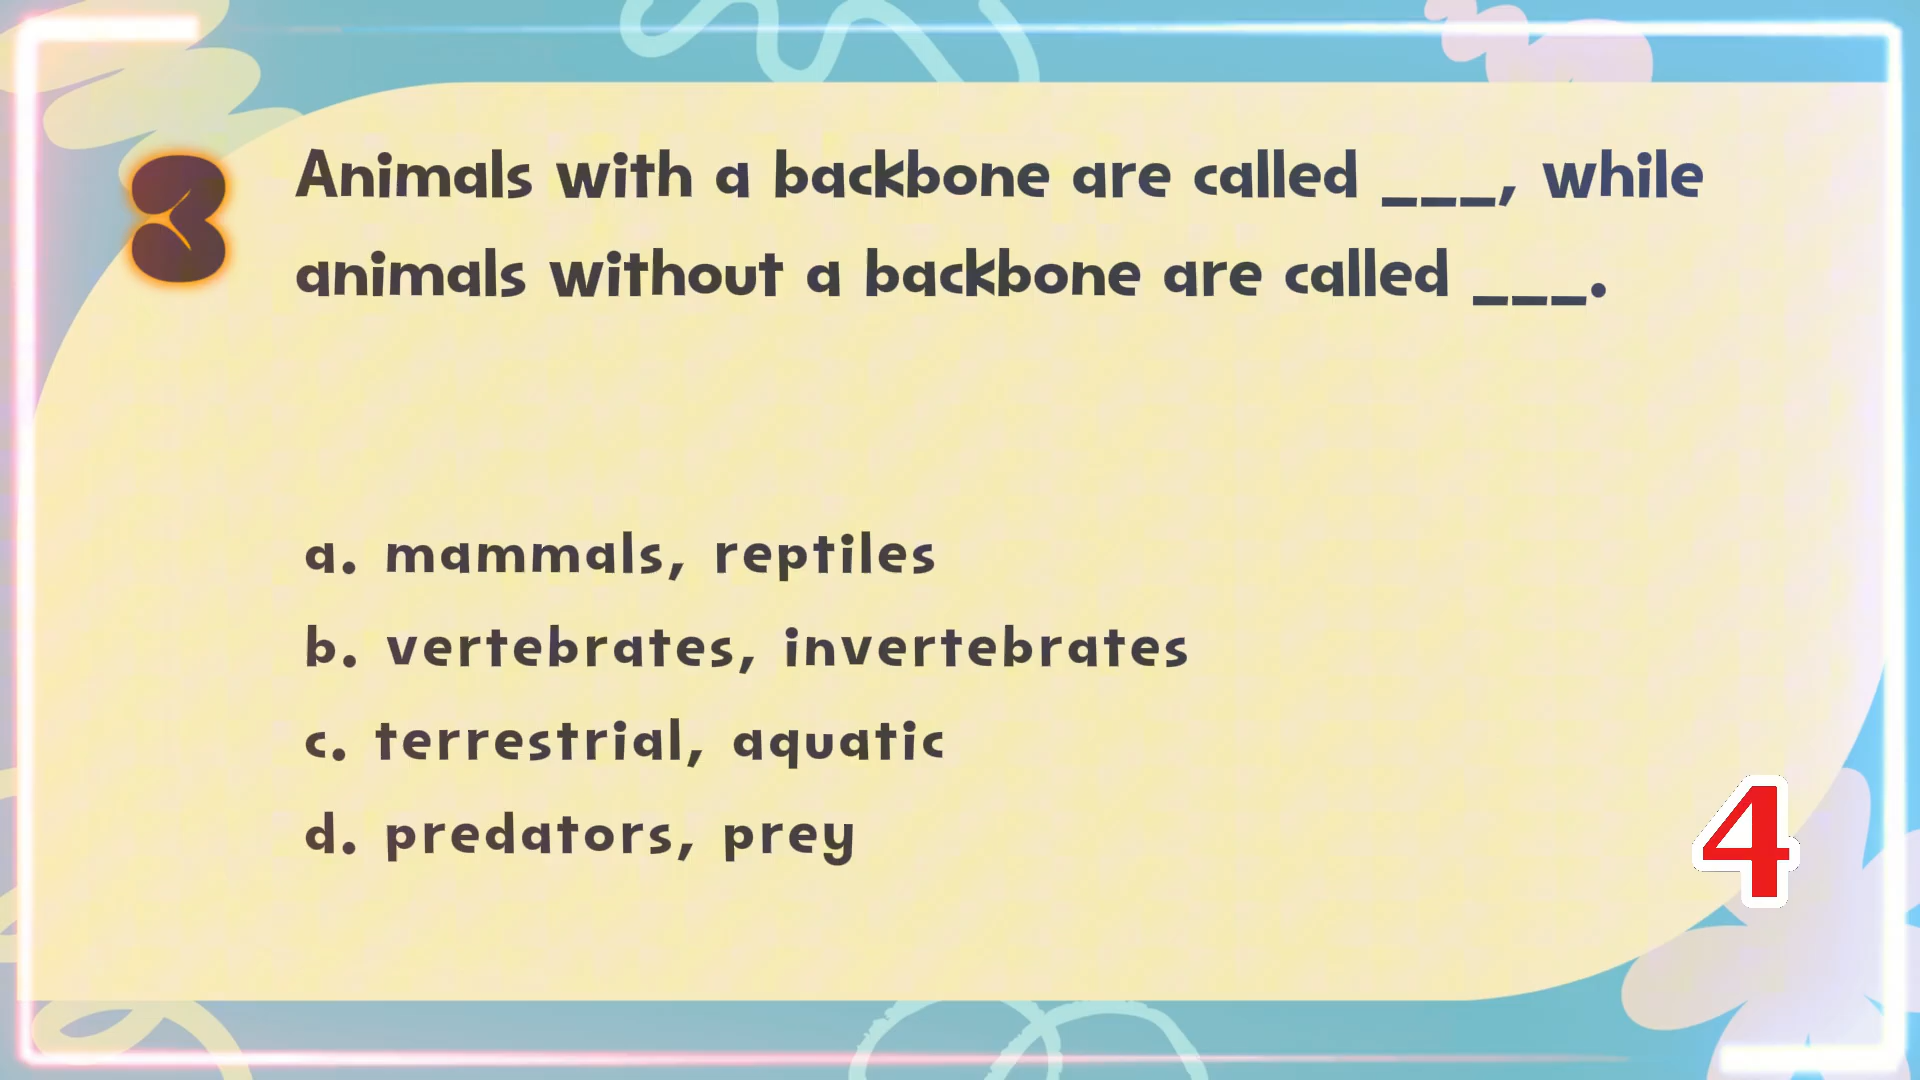 3
Animals with a backbone are called ___, while
animals without a backbone are called ___.
a. mammals, reptiles
b. vertebrates, invertebrates
c. terrestrial, aquatic
d. predators, prey
4